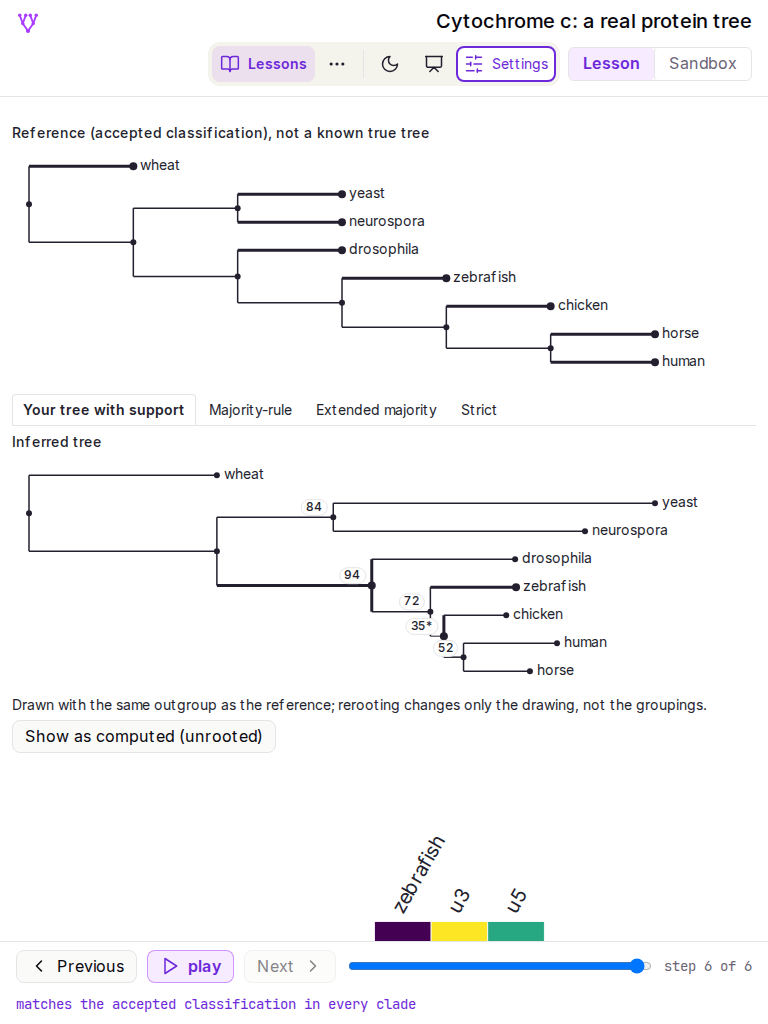 Cytochrome c: a real protein tree
Lessons
Settings
Lesson
Sandbox
Reference (accepted classification), not a known true tree
wheat
yeast
neurospora
drosophila
zebrafish
chicken
horse
human
Your tree with support
Majority-rule
Extended majority
Strict
Inferred tree
wheat
84
yeast
neurospora
drosophila
94
zebrafish
72
chicken
35*
human
52
horse
Drawn with the same outgroup as the reference; rerooting changes only the drawing, not the groupings.
Show as computed (unrooted)
zebrafish
u3
u5
Previous
play
Next
step 6 of 6
matches the accepted classification in every clade